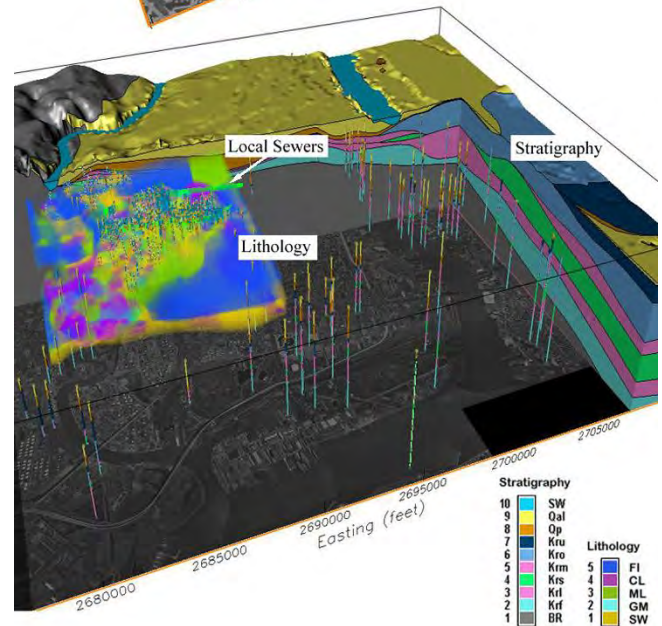 Local Sewers
Stratigraphy
Lithology
2680000
2685000
2690000
2695000
2700000
2705000
Easting (feet)
Stratigraphy
10 SW
9 Qal
8 Qp
7 Kru
6 Kro
5 Krm
4 Krs
3 Krl
2 Krf
1 BR
Lithology
5 FI
4 CL
3 ML
2 GM
1 SW